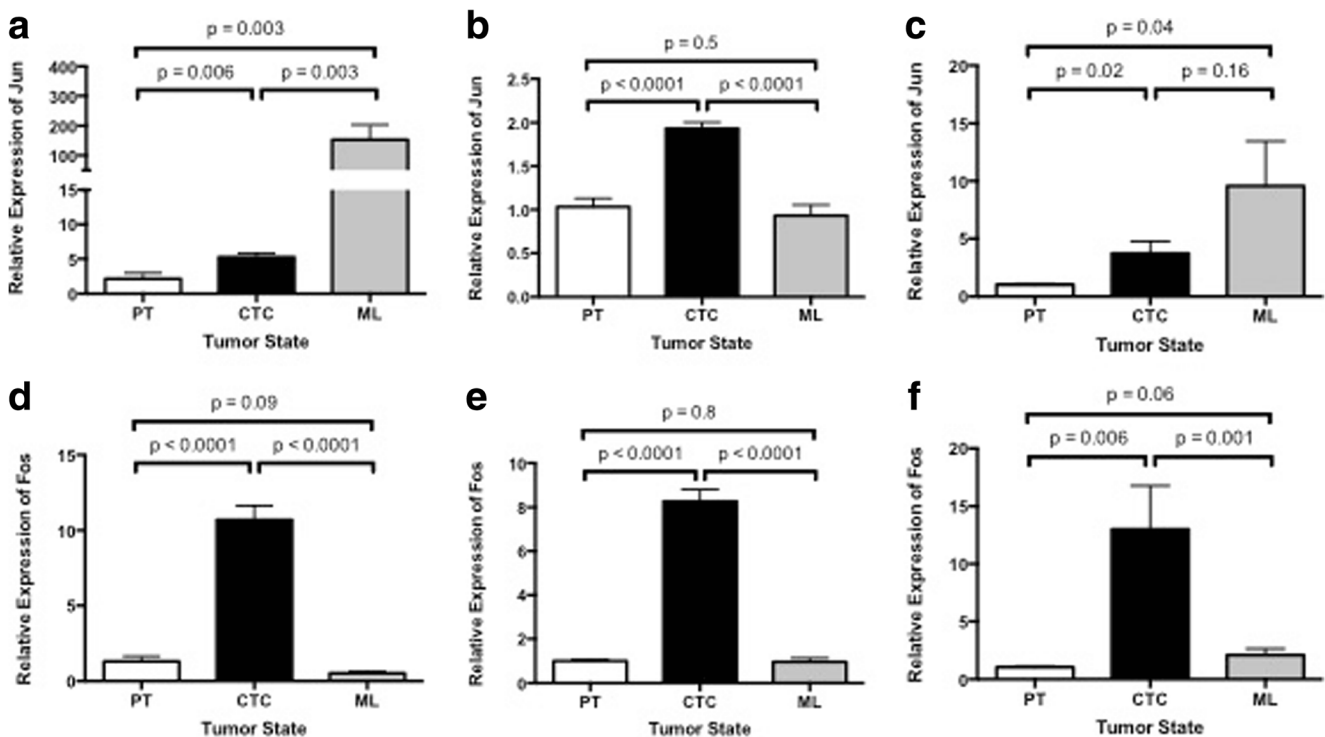 a
p = 0.003
p = 0.006
p = 0.003
Relative Expression of Jun
400
300
200
100
15
10
5
0
PT
CTC
ML
Tumor State
b
p = 0.5
p < 0.0001
p < 0.0001
Relative Expression of Jun
2.5
2.0
1.5
1.0
0.5
0.0
PT
CTC
ML
Tumor State
c
p = 0.04
p = 0.02
p = 0.16
Relative Expression of Jun
20
15
10
5
0
PT
CTC
ML
Tumor State
d
p = 0.09
p < 0.0001
p < 0.0001
Relative Expression of Fos
15
10
5
0
PT
CTC
ML
Tumor State
e
p = 0.8
p < 0.0001
p < 0.0001
Relative Expression of Fos
10
8
6
4
2
0
PT
CTC
ML
Tumor State
f
p = 0.06
p = 0.006
p = 0.001
Relative Expression of Fos
20
15
10
5
0
PT
CTC
ML
Tumor State